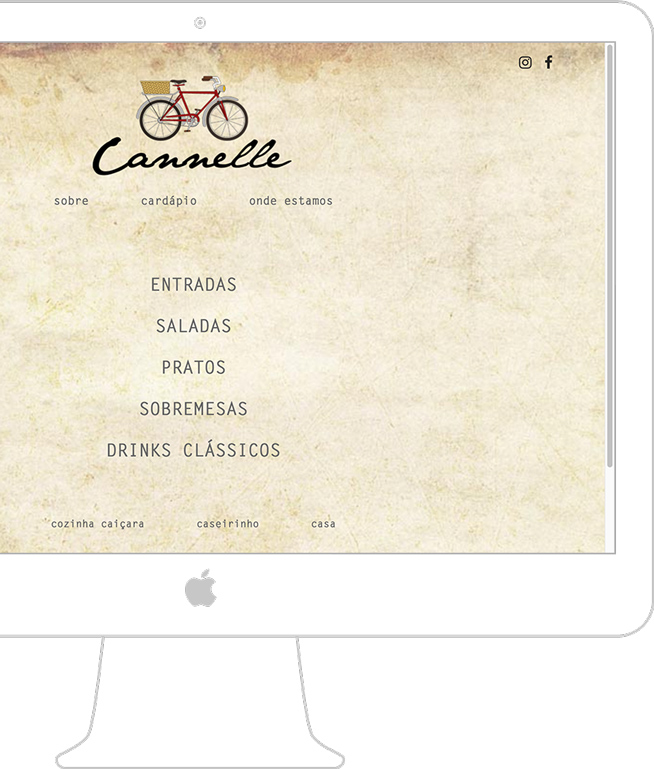 Cannelle
sobre cardápio onde estamos
ENTRADAS
SALADAS
PRATOS
SOBREMESAS
DRINKS CLÁSSICOS
cozinha caiçara caseirinho casa